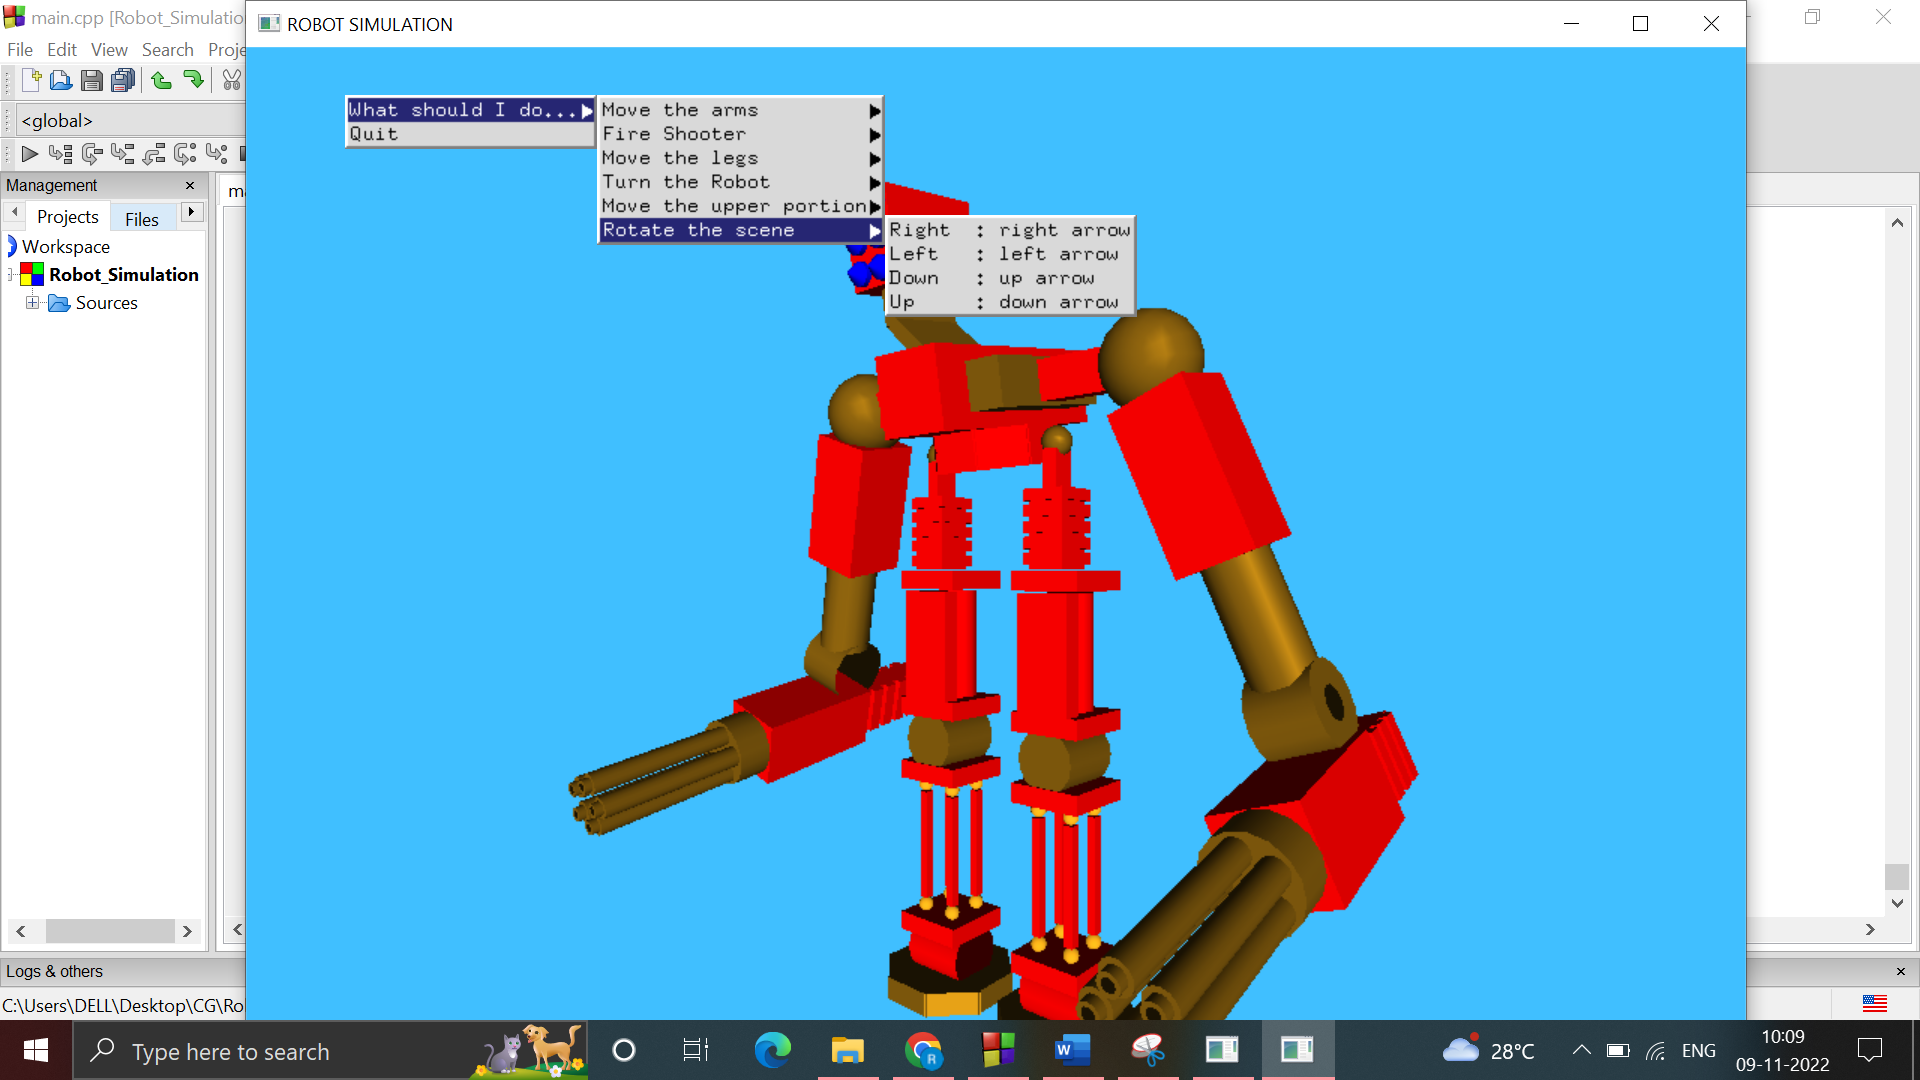 main.cpp [Robot_Simulatio
ROBOT SIMULATION
File Edit View Search Proje
<global>
Management
Projects
Files
Workspace
Robot_Simulation
Sources
What should I do...
Quit
Move the arms
Fire Shooter
Move the legs
Turn the Robot
Move the upper portion
Rotate the scene
Right : right arrow
Left : left arrow
Down : up arrow
Up : down arrow
Logs & others
C:\Users\DELL\Desktop\CG\Ro
Type here to search
28°C
ENG
10:09
09-11-2022